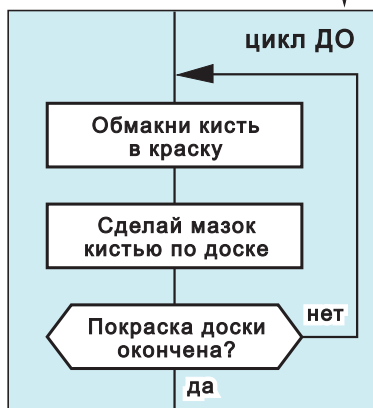 цикл ДО
Обмакни кисть
в краску
Сделай мазок
кистью по доске
Покраска доски
окончена?
нет
да